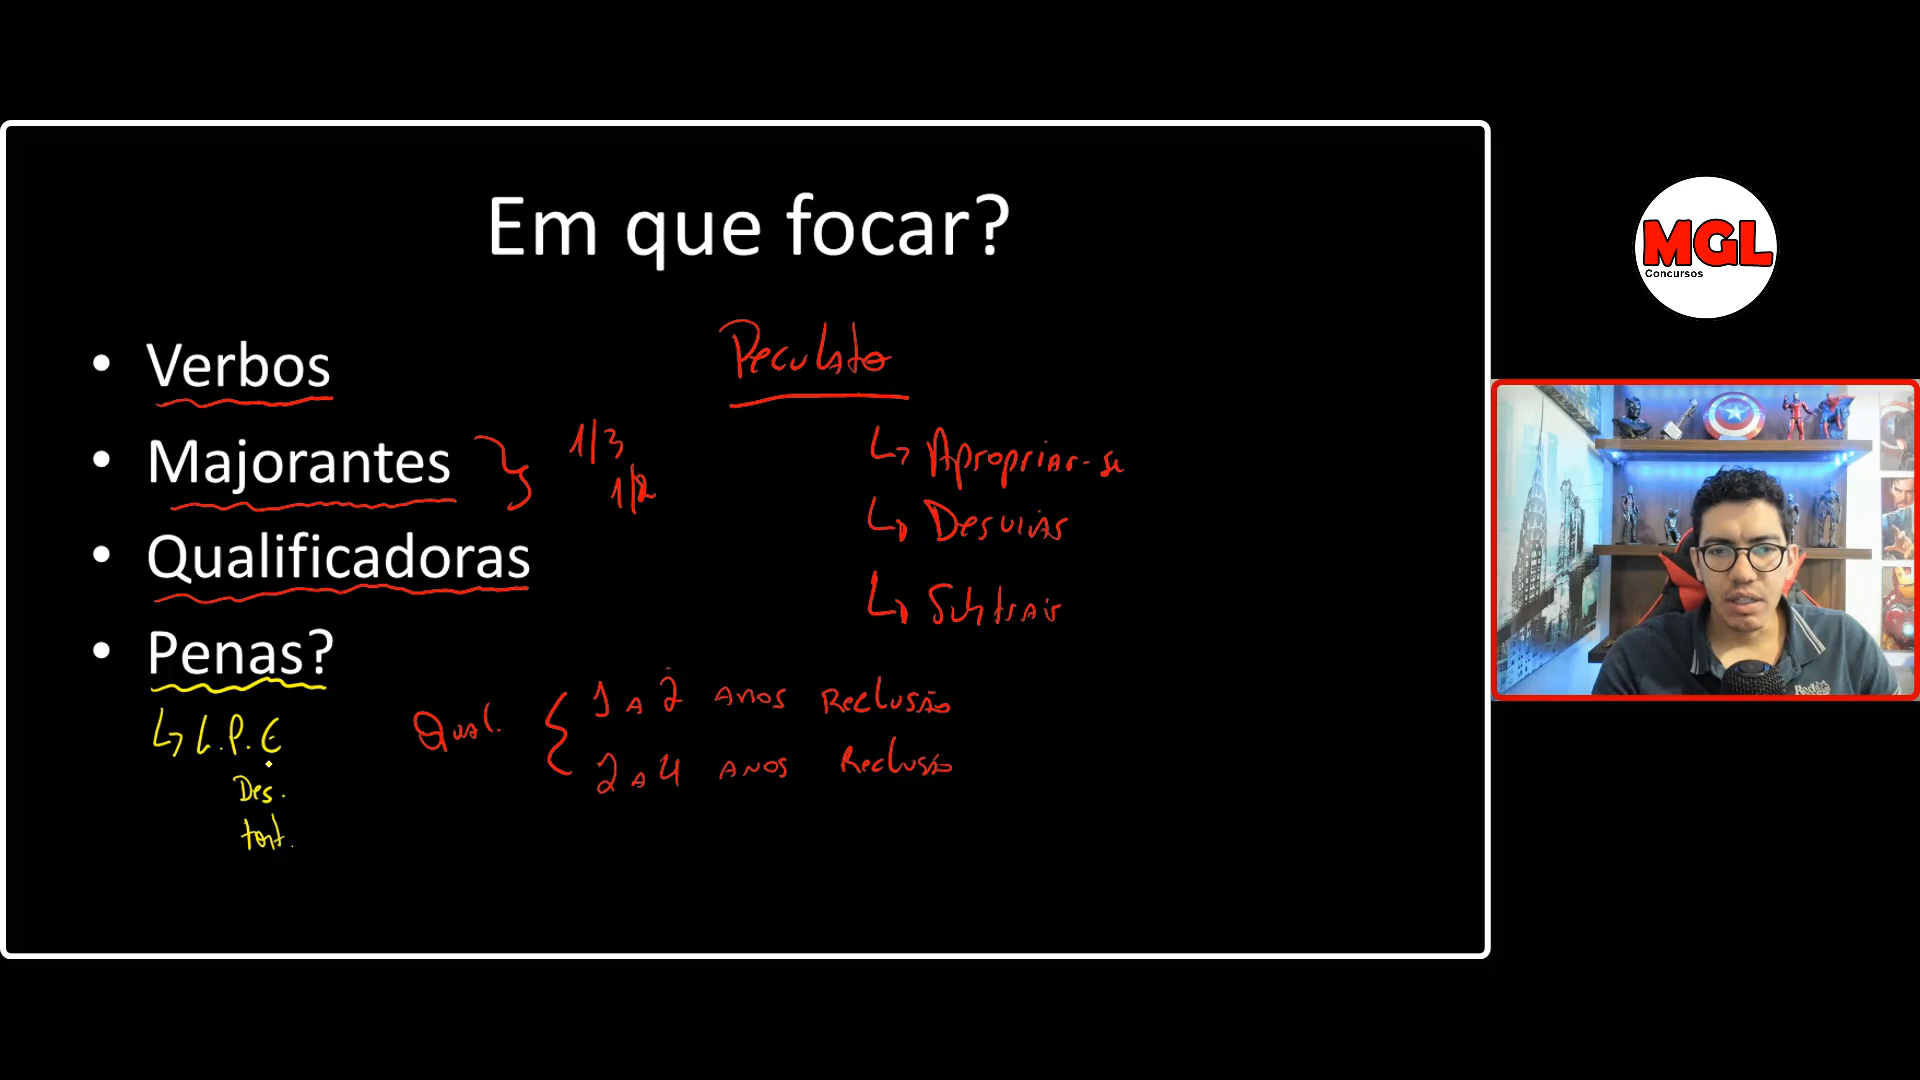 Em que focar?
MGL
Concursos
• Verbos
• Majorantes
1/3
1/2
• Qualificadoras
• Penas?
↳ L.P.E
Des.
tort.
Peculato
↳ Apropriar-se
↳ Desviar
↳ Subtrair
Qual.
1 a 2 anos Reclusão
2 a 4 anos Reclusão